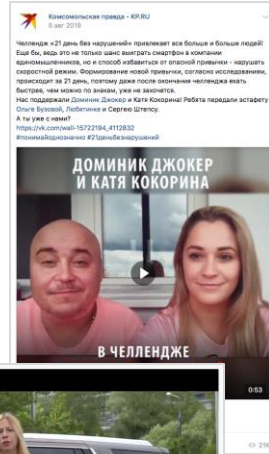 Комсомольская правда - KP.RU
5 авг 2019
Челлендж «21 день без нарушений» привлекает все больше и больше людей!
Еще бы, ведь это не только шанс выиграть смартфон в компании
единомышленников, но и способ избавиться от опасной привычки - нарушать
скоростной режим. Формирование новой привычки, согласно исследованиям,
происходит за 21 день, поэтому даже после окончания челленджа ехать
быстрее, чем можно по знакам, уже не захочется.
Нас поддержали Доминик Джокер и Катя Кокорина! Ребята передали эстафету
Ольге Бузовой, Любятинке и Сергею Штепсу.
А ты уже с нами?
https://vk.com/wall-15722194_4112832
#понимайоднозначно #21деньбезнарушений
ДОМИНИК ДЖОКЕР
И КАТЯ КОКОРИНА
В ЧЕЛЛЕНДЖЕ
0:53